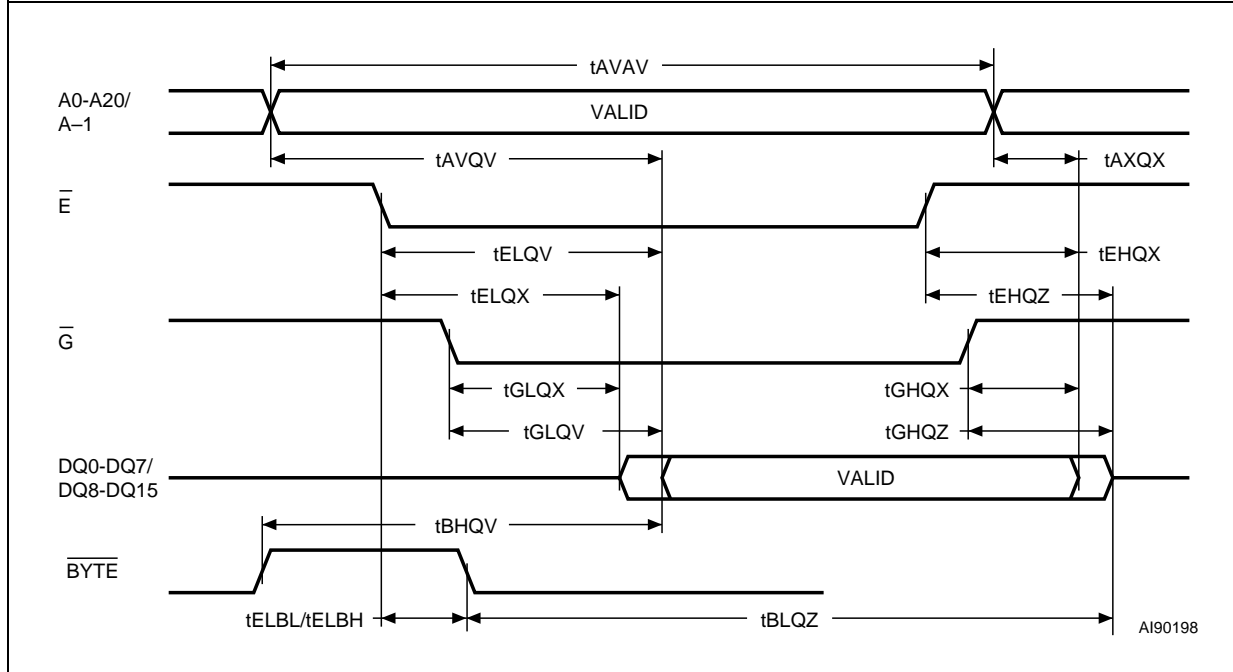 tAVAV
A0-A20/
A–1
VALID
tAVQV
tAXQX
E
tELQV
tEHQX
tELQX
tEHQZ
G
tGLQX
tGHQX
tGLQV
tGHQZ
DQ0-DQ7/
DQ8-DQ15
VALID
tBHQV
BYTE
tELBL/tELBH
tBLQZ
AI90198